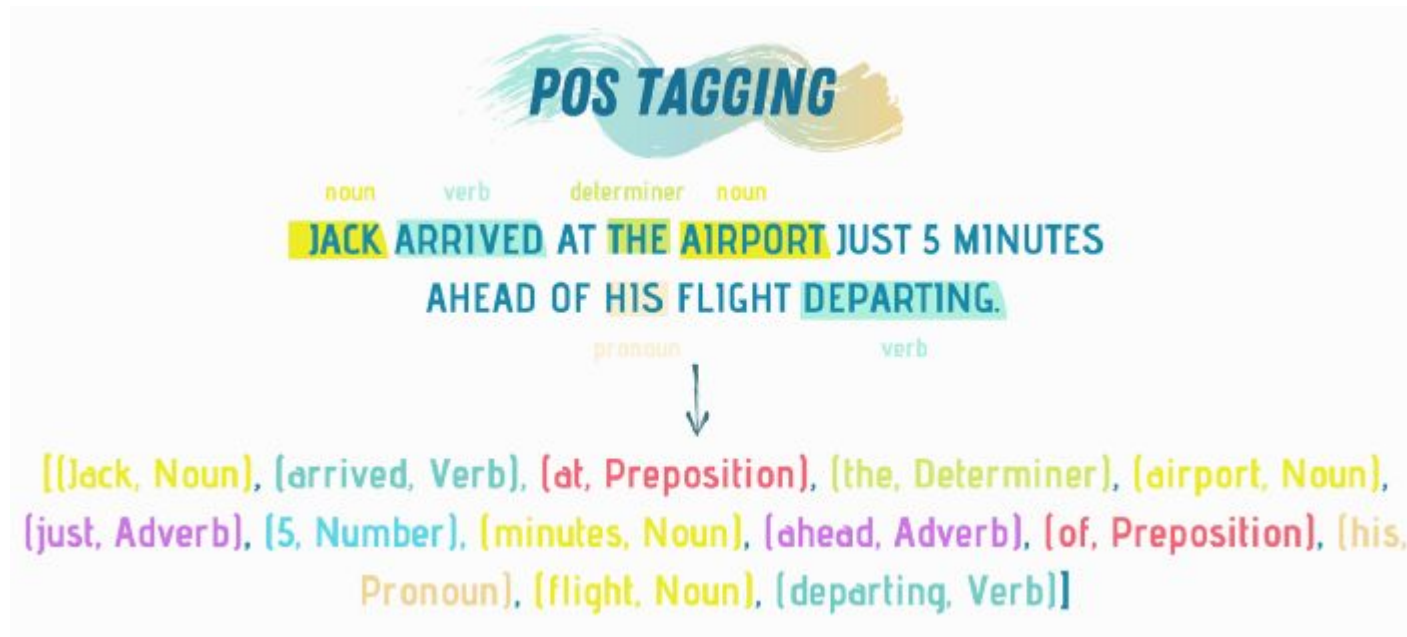 POS TAGGING
noun verb determiner noun
JACK ARRIVED AT THE AIRPORT JUST 5 MINUTES
AHEAD OF HIS FLIGHT DEPARTING.
pronoun verb
[(Jack, Noun), (arrived, Verb), (at, Preposition), (the, Determiner), (airport, Noun),
(just, Adverb), (5, Number), (minutes, Noun), (ahead, Adverb), (of, Preposition), (his,
Pronoun), (flight, Noun), (departing, Verb)]